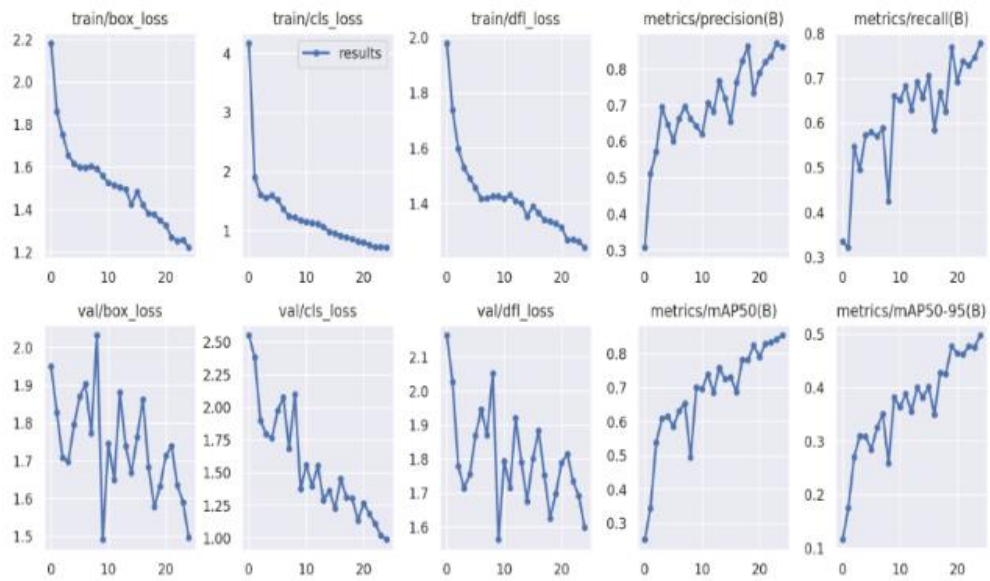 train/box_loss train/cls_loss train/dfl_loss metrics/precision(B) metrics/recall(B)
2.2 2.0 1.8 1.6 1.4 1.2
0 10 20
4 3 2 1
results
0 10 20
2.0 1.8 1.6 1.4
0 10 20
0.8 0.7 0.6 0.5 0.4 0.3
0 10 20
0.8 0.7 0.6 0.5 0.4 0.3
0 10 20
val/box_loss val/cls_loss val/dfl_loss metrics/mAP50(B) metrics/mAP50-95(B)
2.0 1.9 1.8 1.7 1.6 1.5
0 10 20
2.50 2.25 2.00 1.75 1.50 1.25 1.00
0 10 20
2.1 2.0 1.9 1.8 1.7 1.6
0 10 20
0.8 0.7 0.6 0.5 0.4 0.3
0 10 20
0.5 0.4 0.3 0.2 0.1
0 10 20